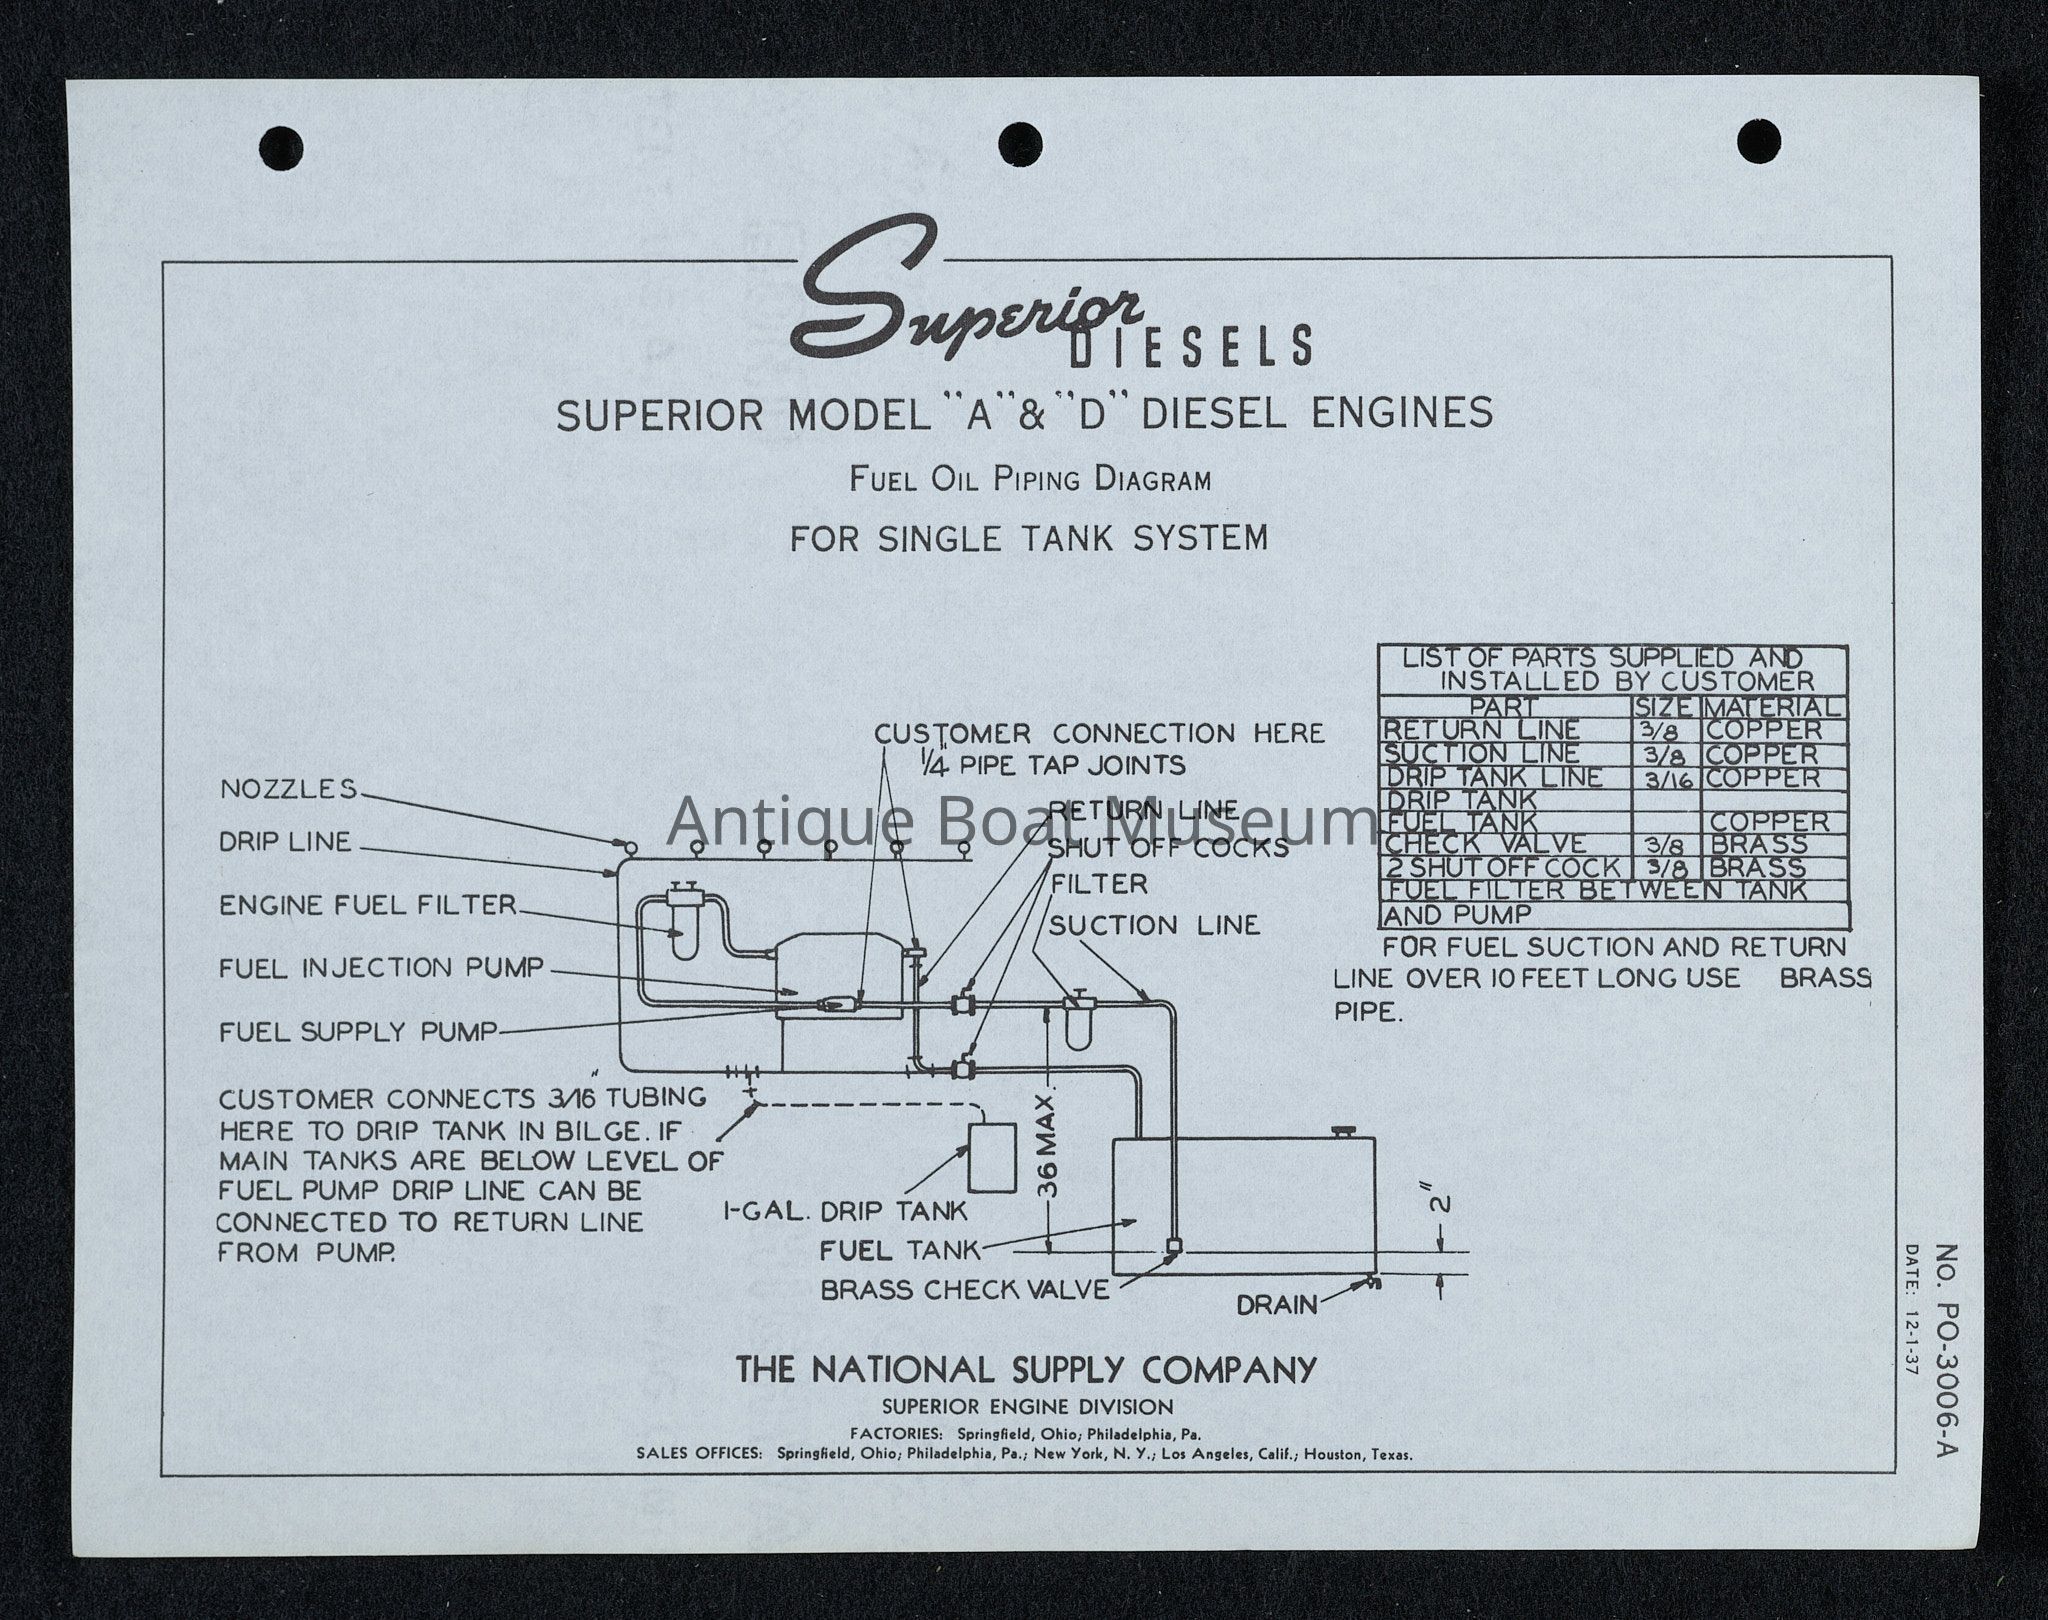 Superior
DIESELS
SUPERIOR MODEL "A" & "D" DIESEL ENGINES
FUEL OIL PIPING DIAGRAM
FOR SINGLE TANK SYSTEM
LIST OF PARTS SUPPLIED AND
INSTALLED BY CUSTOMER
PART SIZE MATERIAL
RETURN LINE 3/8 COPPER
SUCTION LINE 3/8 COPPER
DRIP TANK LINE 3/16 COPPER
DRIP TANK
FUEL TANK COPPER
CHECK VALVE 3/8 BRASS
2 SHUT OFF COCK 3/8 BRASS
FUEL FILTER BETWEEN TANK
AND PUMP
FOR FUEL SUCTION AND RETURN
LINE OVER 10 FEET LONG USE BRASS
PIPE.
CUSTOMER CONNECTION HERE
1/4" PIPE TAP JOINTS
RETURN LINE
SHUT OFF COCKS
FILTER
SUCTION LINE
Antique Boat Museum
NOZZLES
DRIP LINE
ENGINE FUEL FILTER
FUEL INJECTION PUMP
FUEL SUPPLY PUMP
CUSTOMER CONNECTS 3/16" TUBING
HERE TO DRIP TANK IN BILGE. IF
MAIN TANKS ARE BELOW LEVEL OF
FUEL PUMP DRIP LINE CAN BE
CONNECTED TO RETURN LINE
FROM PUMP.
36 MAX.
1-GAL. DRIP TANK
FUEL TANK
BRASS CHECK VALVE
DRAIN
2"
THE NATIONAL SUPPLY COMPANY
SUPERIOR ENGINE DIVISION
FACTORIES: Springfield, Ohio; Philadelphia, Pa.
SALES OFFICES: Springfield, Ohio; Philadelphia, Pa.; New York, N. Y.; Los Angeles, Calif.; Houston, Texas.
NO. PO-3006-A
DATE: 12-1-37